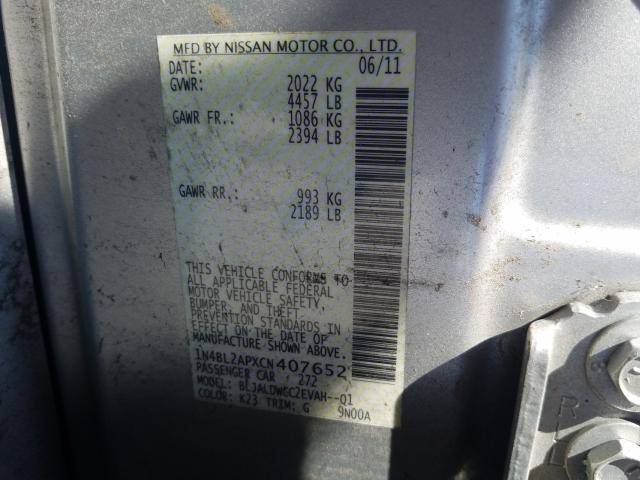 MFD BY NISSAN MOTOR CO., LTD.
DATE: 06/11
GVWR: 2022 KG
4457 LB
GAWR FR.: 1086 KG
2394 LB
GAWR RR.: 993 KG
2189 LB
THIS VEHICLE CONFORMS TO
ALL APPLICABLE FEDERAL
MOTOR VEHICLE SAFETY,
BUMPER, AND THEFT
PREVENTION STANDARDS IN
EFFECT ON THE DATE OF
MANUFACTURE SHOWN ABOVE.
1N4BL2APXCN407652
PASSENGER CAR 272
MODEL: BLJALDWGC2EVAH--Q1
COLOR: K23 TRIM: G 9N00A